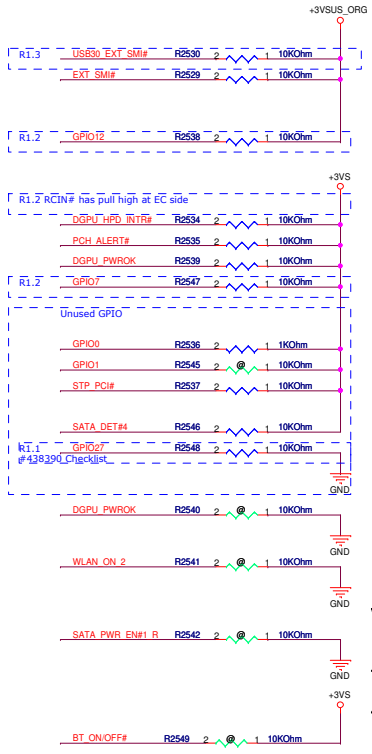 +3VSUS_ORG
R1.3 USB30_EXT_SMI# R2530 2 1 10KOhm
EXT_SMI# R2529 2 1 10KOhm
R1.2 GPIO12 R2538 2 1 10KOhm
+3VS
R1.2 RCIN# has pull high at EC side
DGPU_HPD_INTR# R2534 2 1 10KOhm
PCH_ALERT# R2535 2 1 10KOhm
DGPU_PWROK R2539 2 1 10KOhm
R1.2 GPIO7 R2547 2 1 10KOhm
Unused GPIO
GPIO0 R2536 2 1 1KOhm
GPIO1 R2545 2 @ 1 10KOhm
STP_PCI# R2537 2 1 10KOhm
SATA_DET#4 R2546 2 1 10KOhm
R1.1 GPIO27 R2548 2 1 10KOhm
#438390 Checklist
GND
DGPU_PWROK R2540 2 @ 1 10KOhm
GND
WLAN_ON_2 R2541 2 @ 1 10KOhm
GND
SATA_PWR_EN#1_R R2542 2 @ 1 10KOhm
GND
+3VS
BT_ON/OFF# R2549 2 @ 1 10KOhm